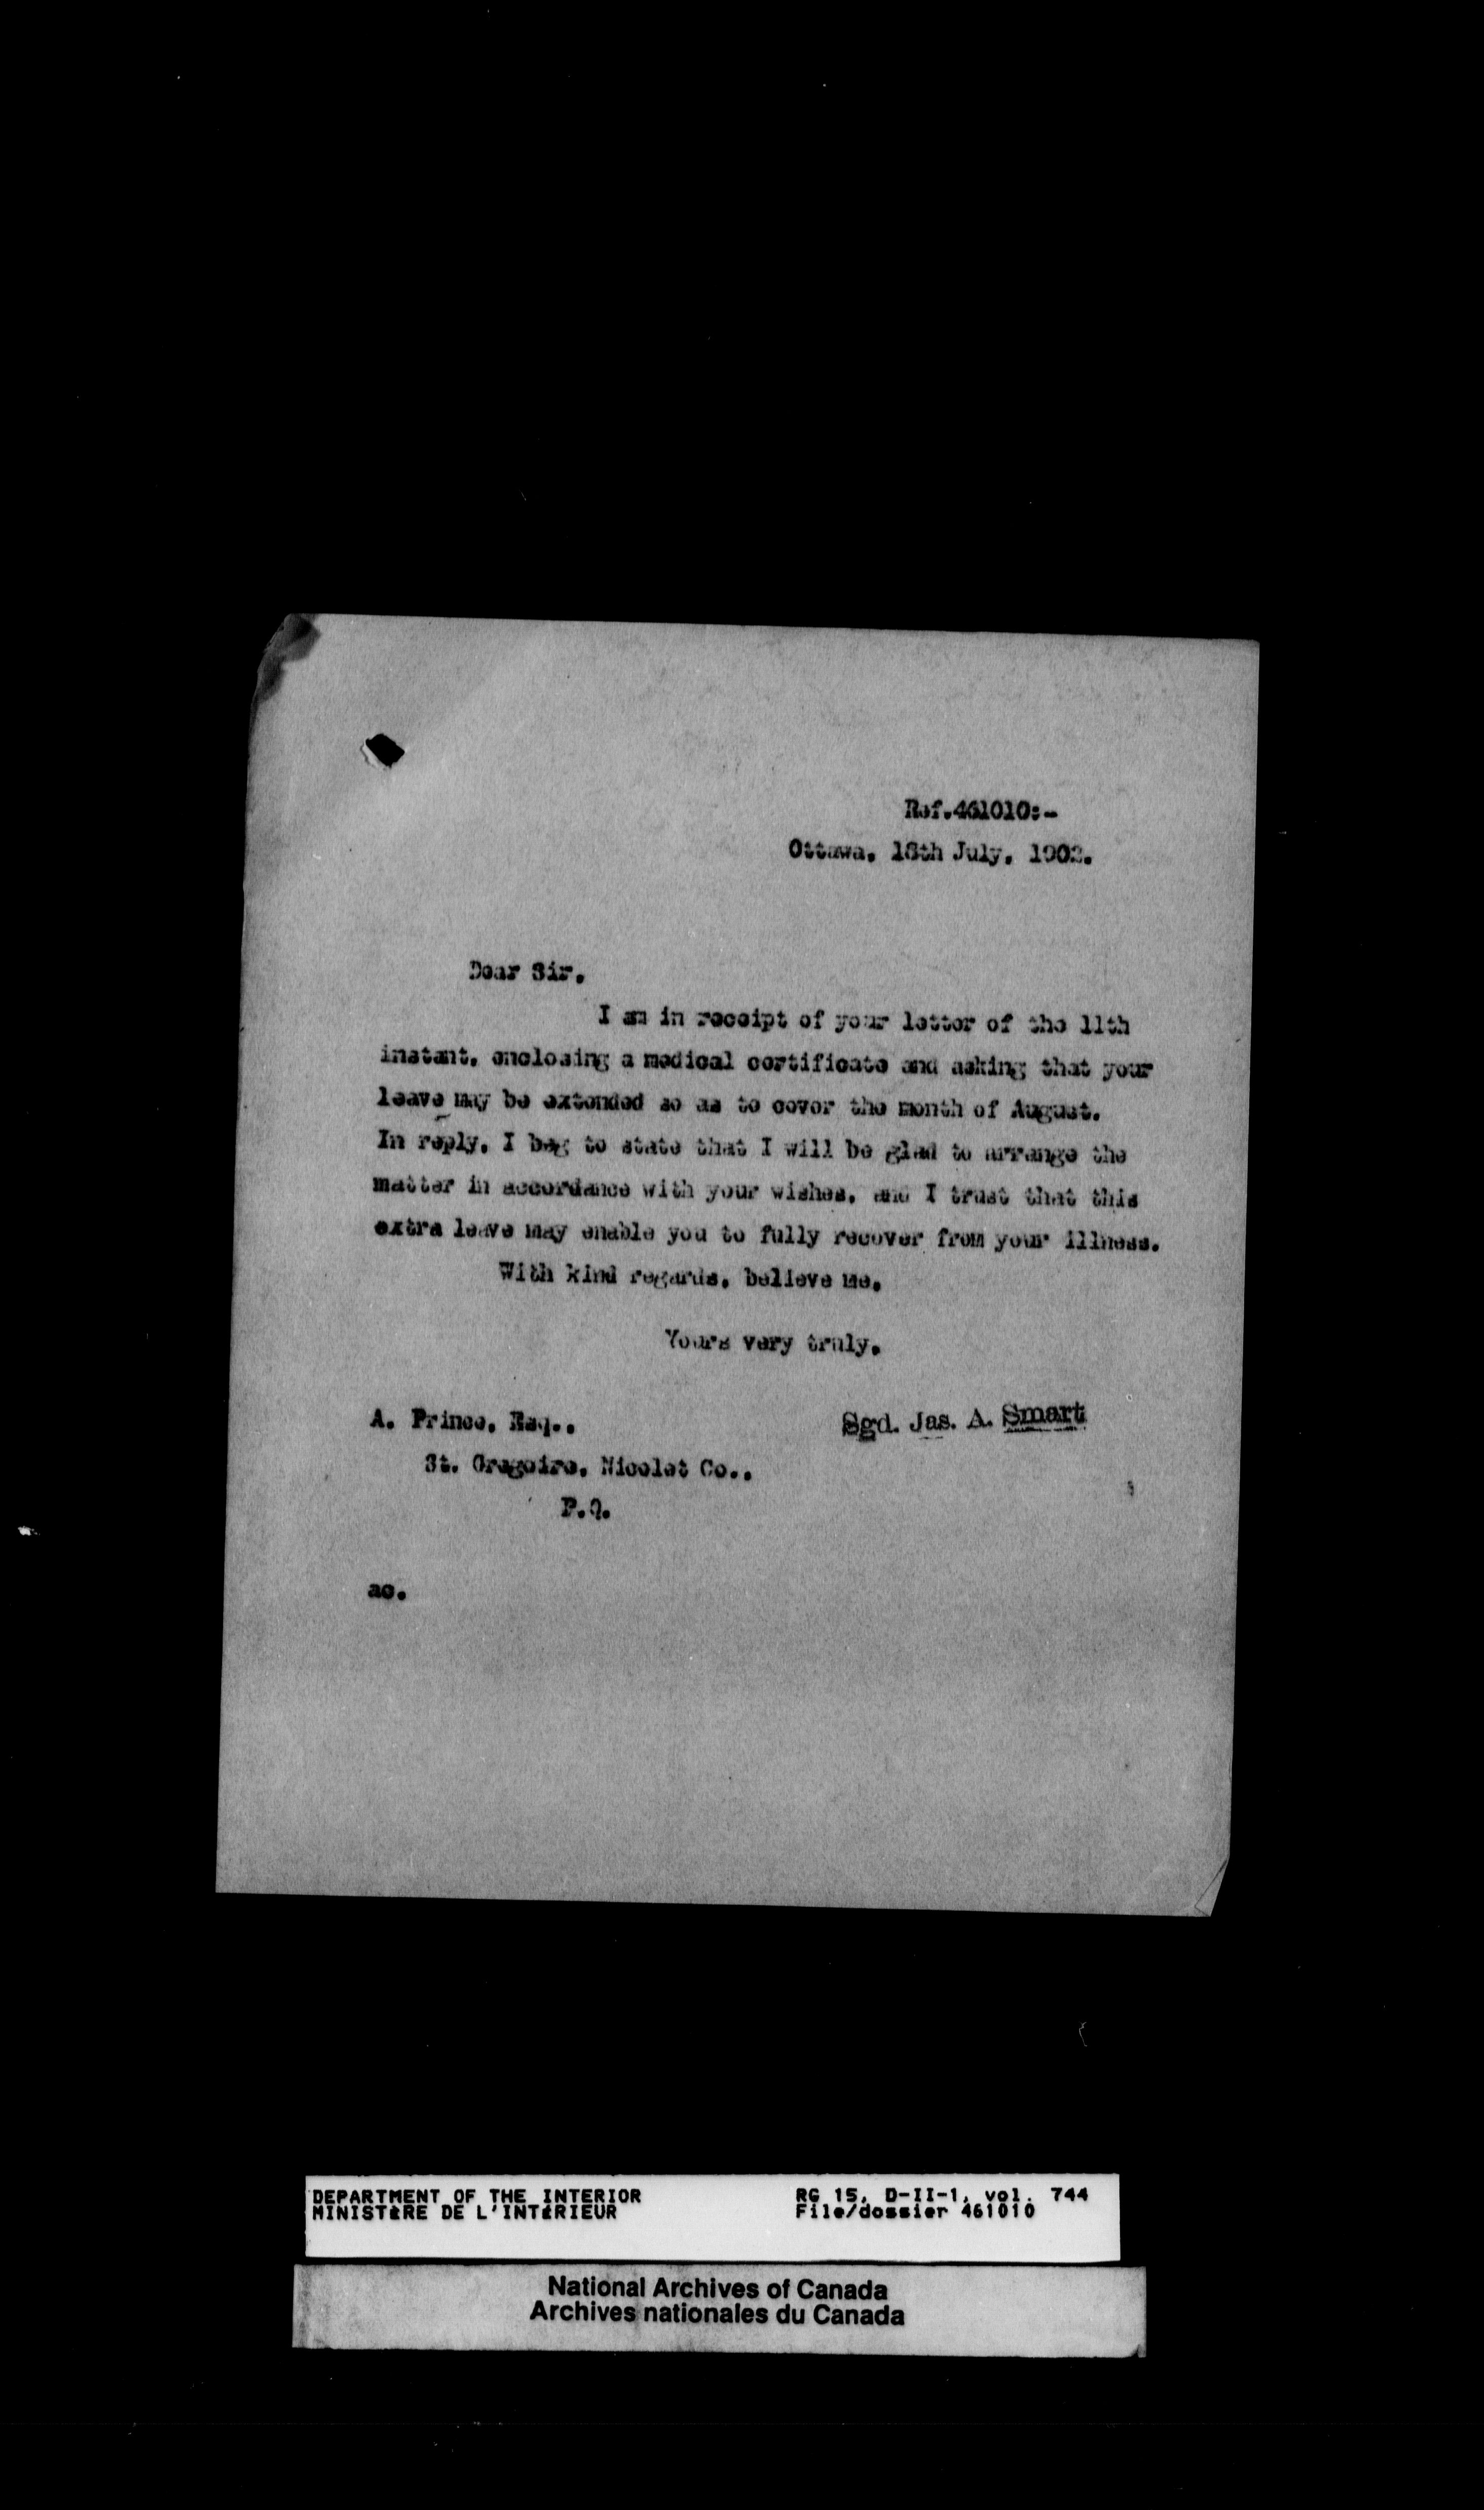 Ref.461010:-
Ottawa, 18th July, 1902.
Dear Sir,
I am in receipt of your letter of the 11th
instant, enclosing a medical certificate and asking that your
leave may be extended so as to cover the month of August.
In reply, I beg to state that I will be glad to arrange the
matter in accordance with your wishes, and I trust that this
extra leave may enable you to fully recover from your illness.
With kind regards, believe me,
Yours very truly,
A. Prince, Esq.,
Sgd. Jas. A. Smart
St. Gregoire, Nicolet Co.,
P.Q.
ac.
DEPARTMENT OF THE INTERIOR
MINISTÈRE DE L'INTÉRIEUR
RG 15, D-II-1, vol. 744
File/dossier 461010
National Archives of Canada
Archives nationales du Canada